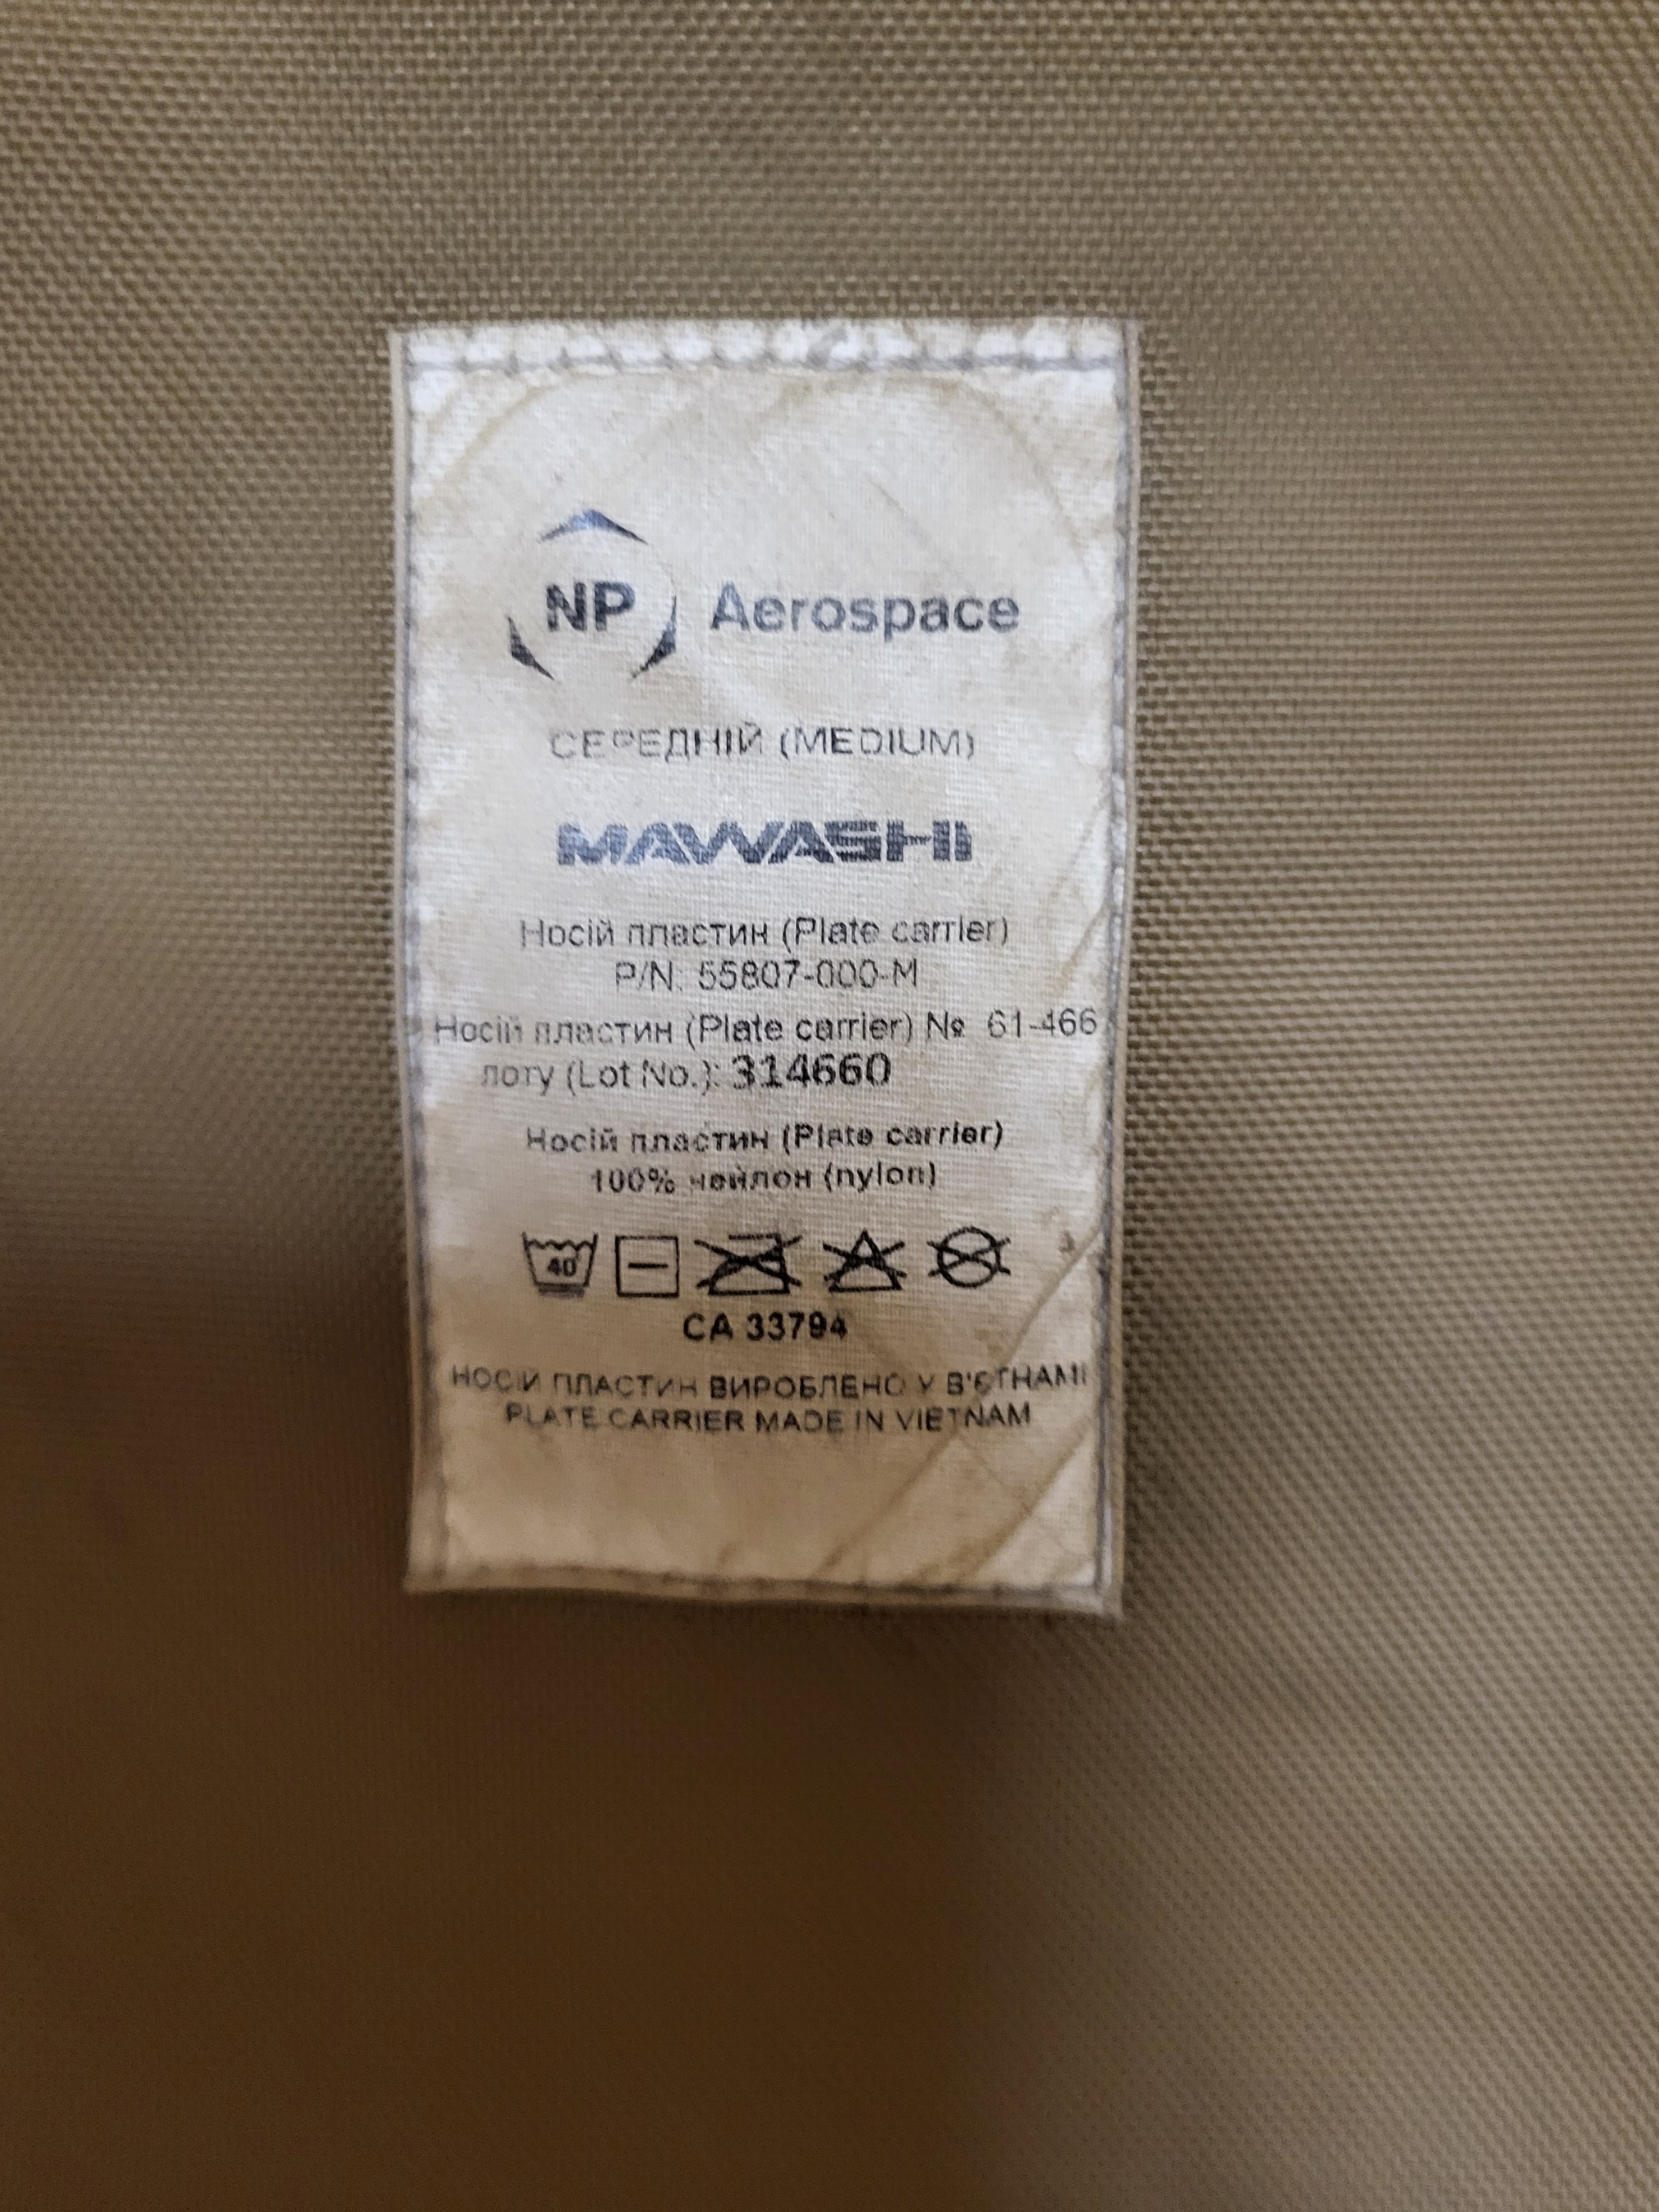 NP Aerospace
СЕРЕДНІЙ (MEDIUM)
MAWASHI
Носій пластин (Plate carrier)
P/N: 55807-000-M
Носій пластин (Plate carrier) № 61-466
лоту (Lot No.): 314660
Носій пластин (Plate carrier)
100% нейлон (nylon)
40
CA 33794
НОСІЙ ПЛАСТИН ВИРОБЛЕНО У В'ЄТНАМІ
PLATE CARRIER MADE IN VIETNAM